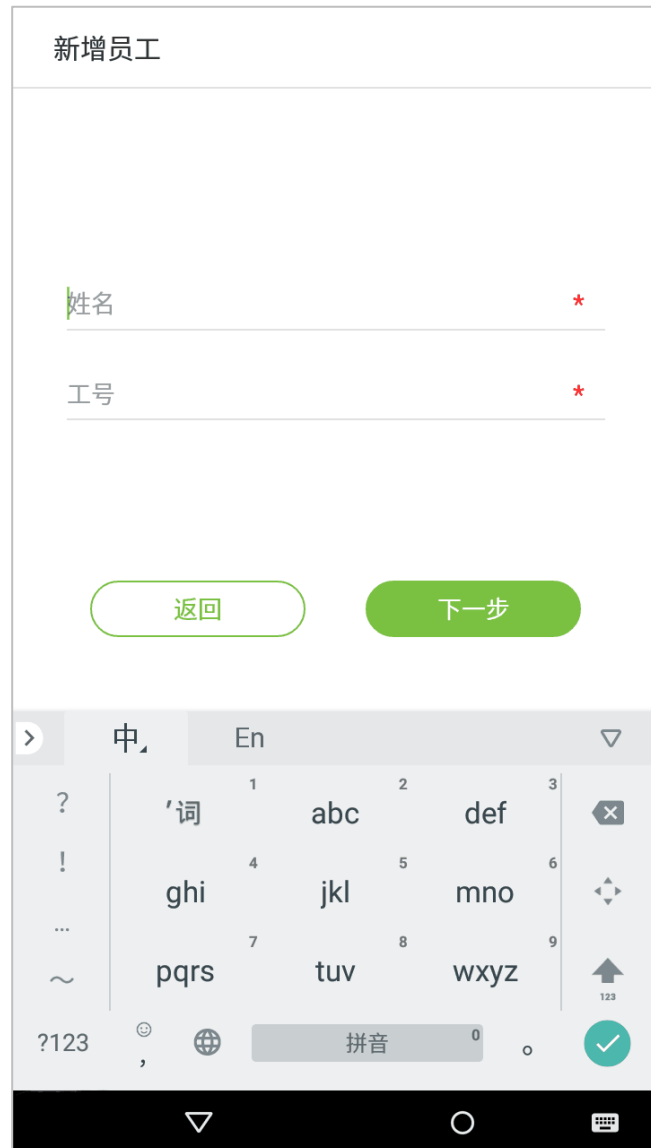 新增员工
姓名 *
工号 *
返回 下一步
中 En
? '词 1 abc 2 def 3
! ghi 4 jkl 5 mno 6
... pqrs 7 tuv 8 wxyz 9
～ 123
?123 , 拼音 0 。